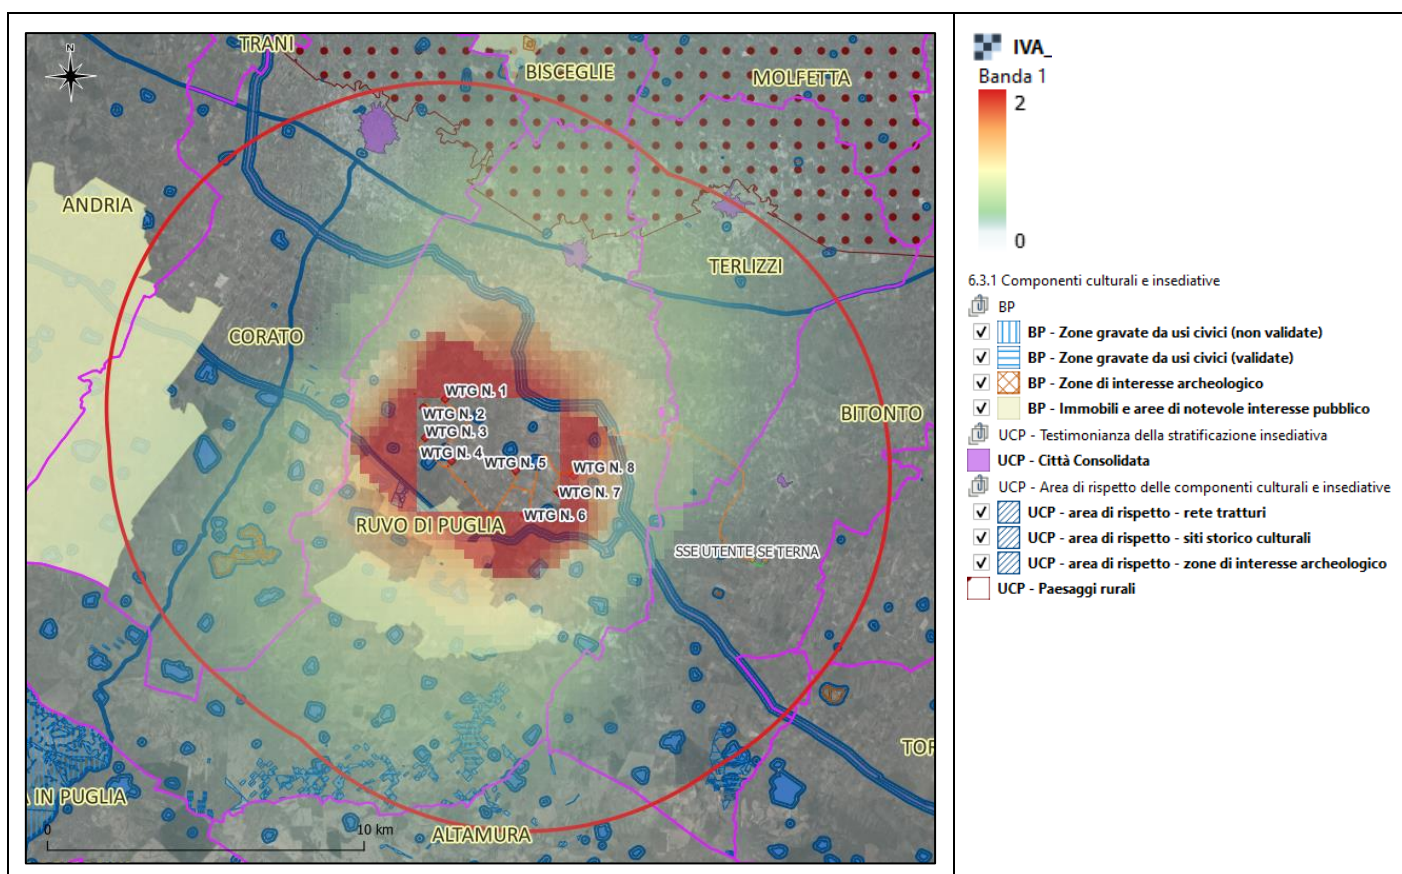 N
TRANI
BISCEGLIE
MOLFETTA
ANDRIA
TERLIZZI
CORATO
BITONTO
WTG N. 1
WTG N. 2
WTG N. 3
WTG N. 4
WTG N. 5
WTG N. 8
WTG N. 7
WTG N. 6
RUVO DI PUGLIA
SSE UTENTE SE TERNA
TOR
IN PUGLIA
ALTAMURA
0
10 km
IVA_
Banda 1
2
0
6.3.1 Componenti culturali e insediative
BP
BP - Zone gravate da usi civici (non validate)
BP - Zone gravate da usi civici (validate)
BP - Zone di interesse archeologico
BP - Immobili e aree di notevole interesse pubblico
UCP - Testimonianza della stratificazione insediativa
UCP - Città Consolidata
UCP - Area di rispetto delle componenti culturali e insediative
UCP - area di rispetto - rete tratturi
UCP - area di rispetto - siti storico culturali
UCP - area di rispetto - zone di interesse archeologico
UCP - Paesaggi rurali